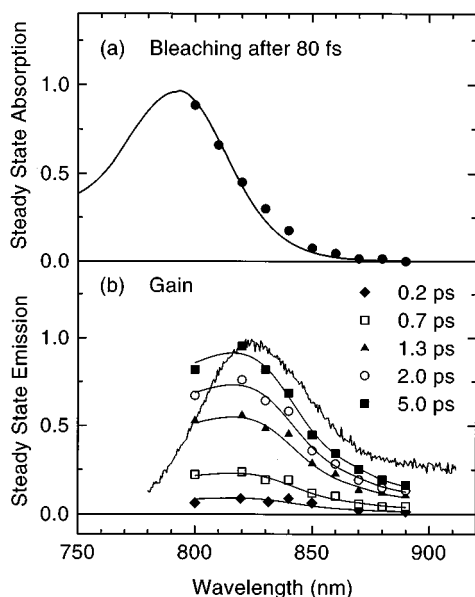 (a) Bleaching after 80 fs
Steady State Absorption
1.0
0.5
0.0
(b) Gain
0.2 ps
0.7 ps
1.3 ps
2.0 ps
5.0 ps
Steady State Emission
1.0
0.5
0.0
750 800 850 900
Wavelength (nm)